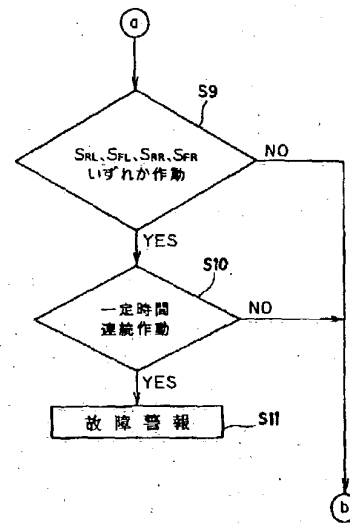 a
S9
SRL、SFL、SRR、SFR
いずれか作動
NO
YES
S10
一定時間
連続作動
NO
YES
故障警報
S11
b